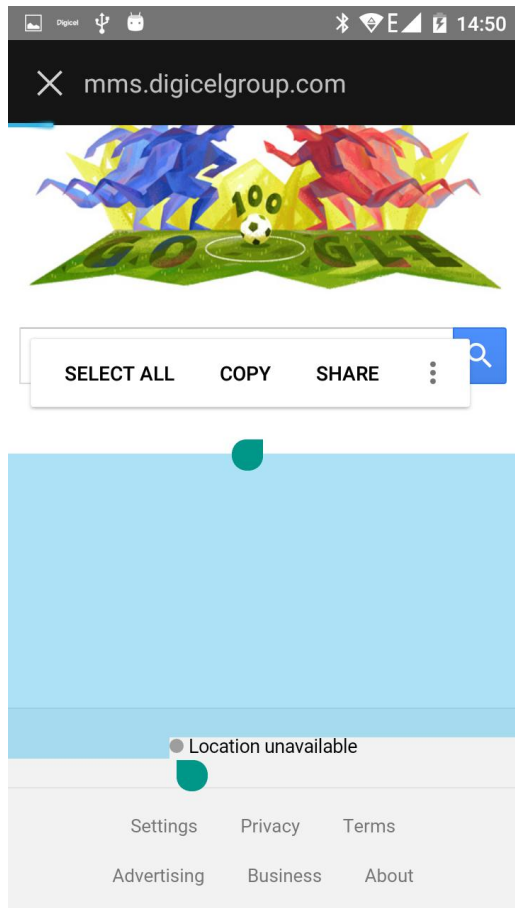 Digicel E 14:50
mms.digicelgroup.com
100
GOOGLE
SELECT ALL COPY SHARE
Location unavailable
Settings Privacy Terms
Advertising Business About